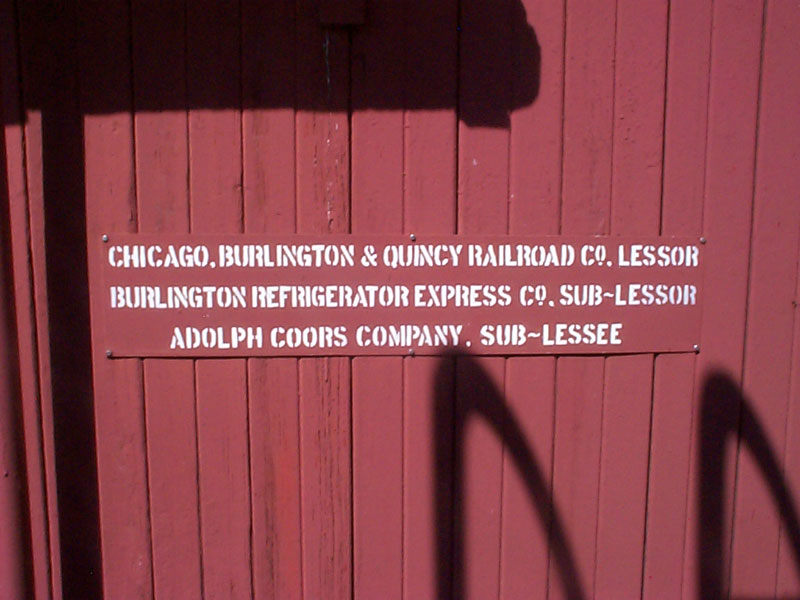 CHICAGO, BURLINGTON & QUINCY RAILROAD CO. LESSOR
BURLINGTON REFRIGERATOR EXPRESS CO. SUB~LESSOR
ADOLPH COORS COMPANY, SUB~LESSEE